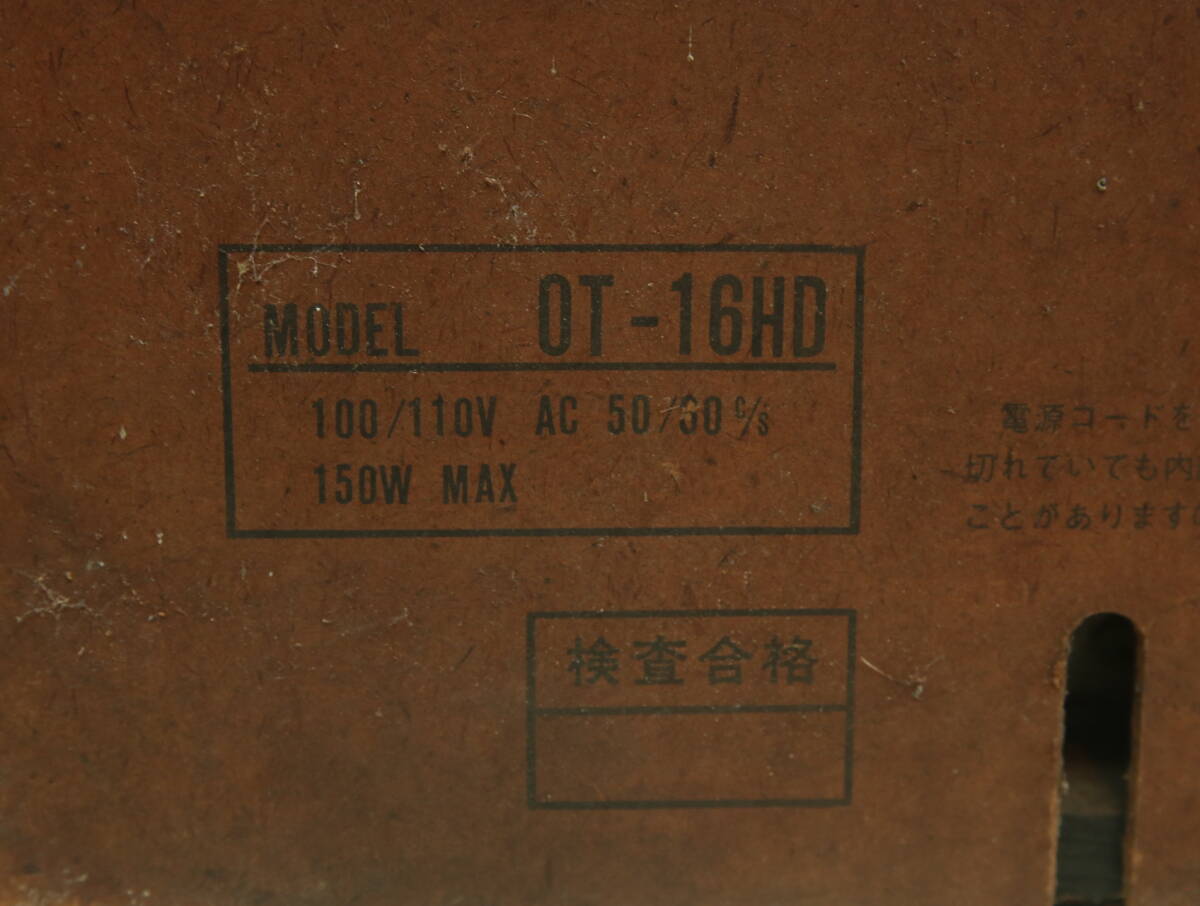 MODEL OT-16HD
100/110V AC 50/60 c/s
150W MAX
電源コードを
切れていても内
ことがあります
検査合格